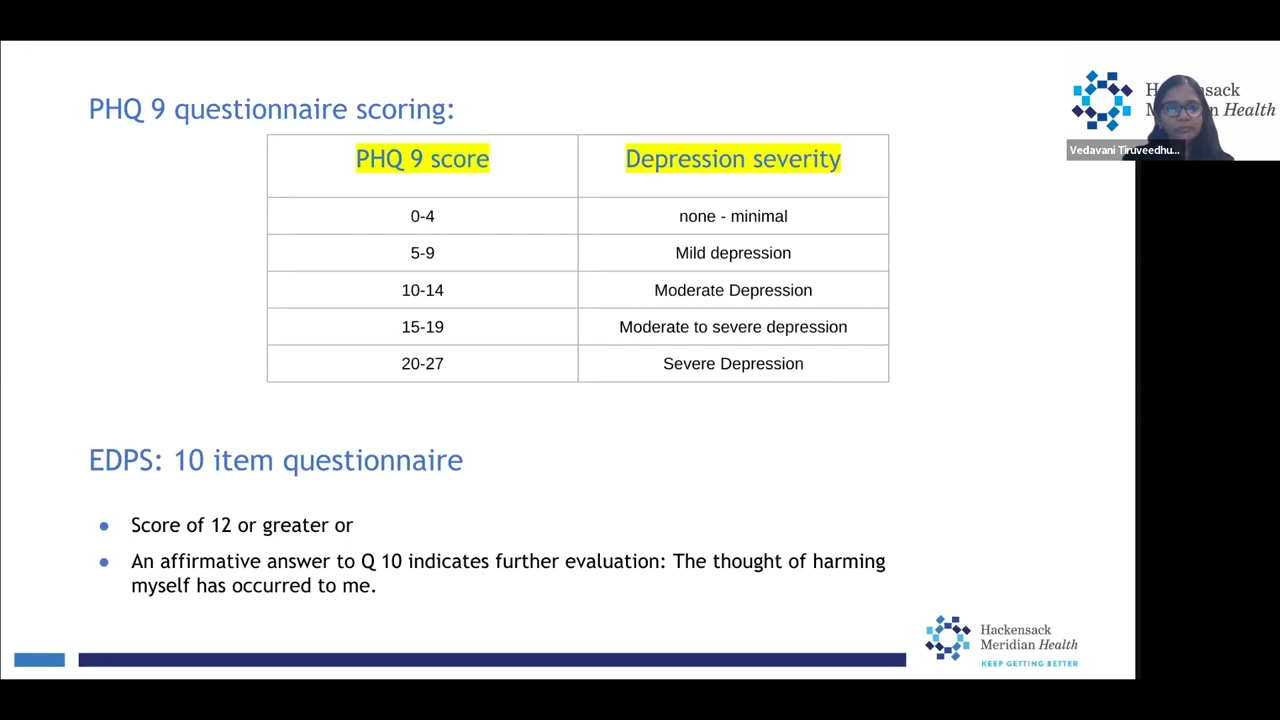 PHQ 9 questionnaire scoring:
PHQ 9 score Depression severity
0-4 none - minimal
5-9 Mild depression
10-14 Moderate Depression
15-19 Moderate to severe depression
20-27 Severe Depression
EDPS: 10 item questionnaire
● Score of 12 or greater or
● An affirmative answer to Q 10 indicates further evaluation: The thought of harming
myself has occurred to me.
Hackensack
Meridian Health
KEEP GETTING BETTER
Health
Vedavani Tiruveedhu...